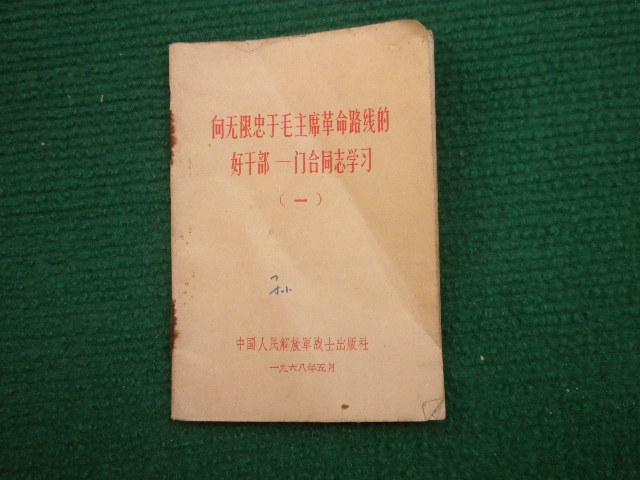 向无限忠于毛主席革命路线的
好干部 — 门合同志学习
（一）
孙
中国人民解放军战士出版社
一九六八年五月